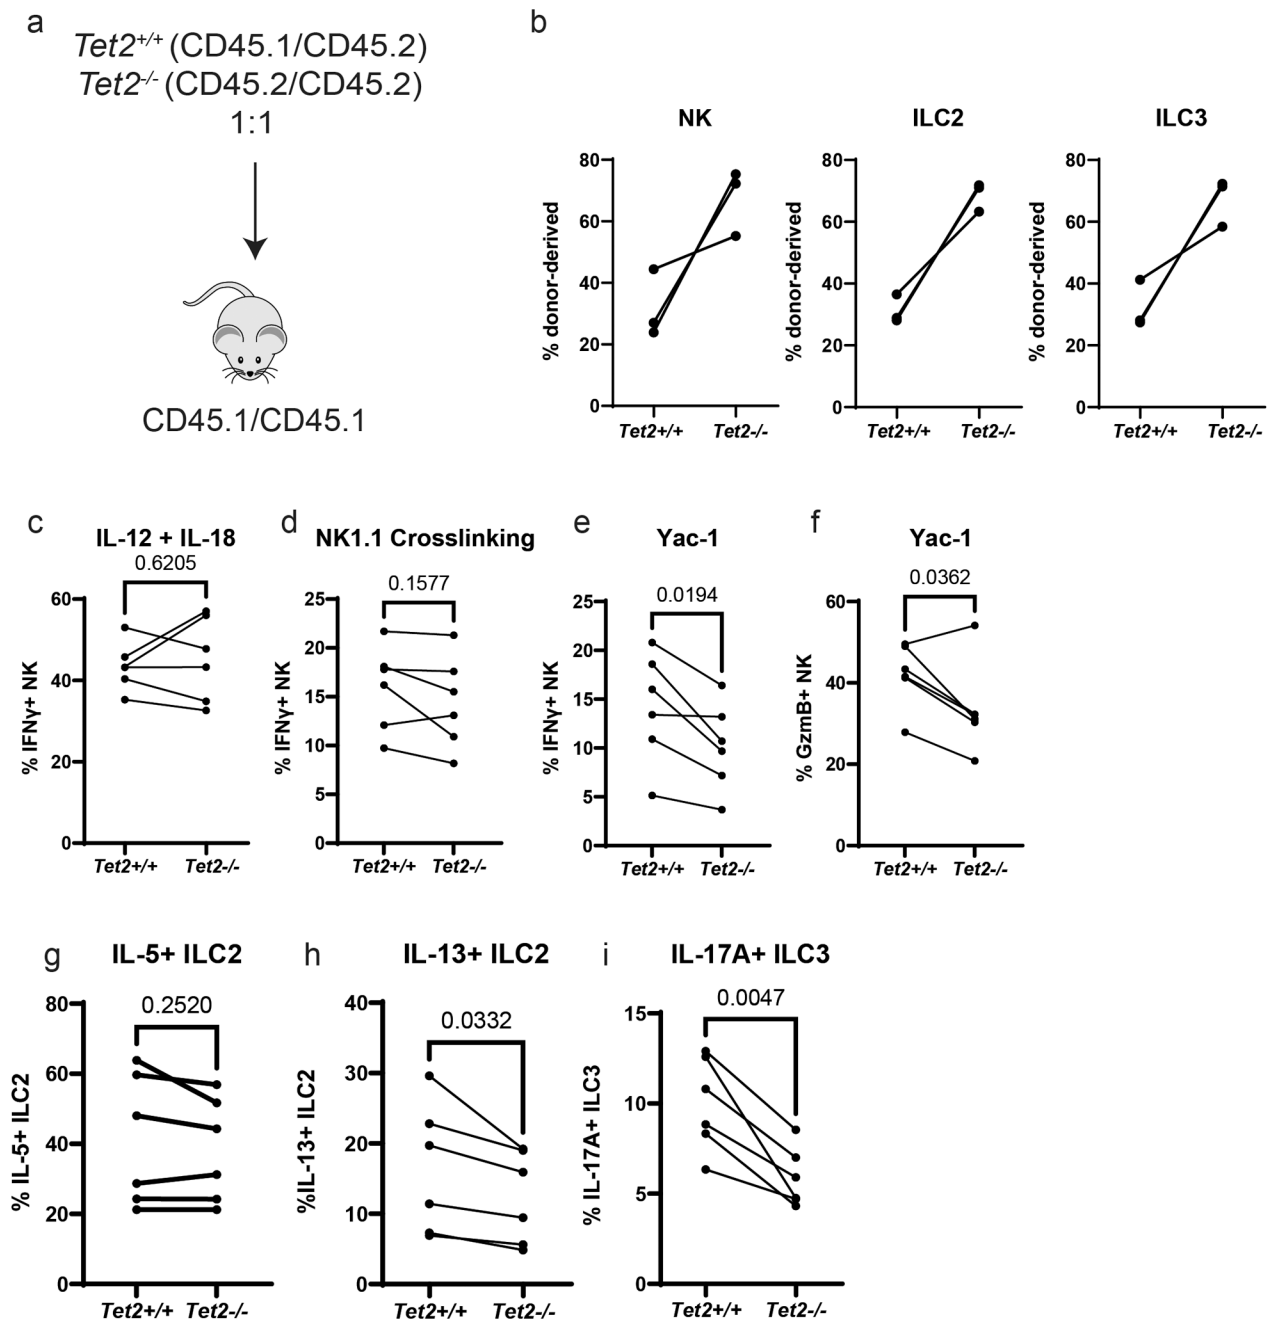 a
Tet2+/+ (CD45.1/CD45.2)
Tet2-/- (CD45.2/CD45.2)
1:1
CD45.1/CD45.1
b
NK
% donor-derived
80
60
40
20
0
Tet2+/+ Tet2-/-
ILC2
% donor-derived
80
60
40
20
0
Tet2+/+ Tet2-/-
ILC3
% donor-derived
80
60
40
20
0
Tet2+/+ Tet2-/-
c
IL-12 + IL-18
0.6205
% IFNγ+ NK
60
40
20
0
Tet2+/+ Tet2-/-
d
NK1.1 Crosslinking
0.1577
% IFNγ+ NK
25
20
15
10
5
0
Tet2+/+ Tet2-/-
e
Yac-1
0.0194
% IFNγ+ NK
25
20
15
10
5
0
Tet2+/+ Tet2-/-
f
Yac-1
0.0362
% GzmB+ NK
60
40
20
0
Tet2+/+ Tet2-/-
g
IL-5+ ILC2
0.2520
% IL-5+ ILC2
80
60
40
20
0
Tet2+/+ Tet2-/-
h
IL-13+ ILC2
0.0332
%IL-13+ ILC2
40
30
20
10
0
Tet2+/+ Tet2-/-
i
IL-17A+ ILC3
0.0047
% IL-17A+ ILC3
15
10
5
0
Tet2+/+ Tet2-/-